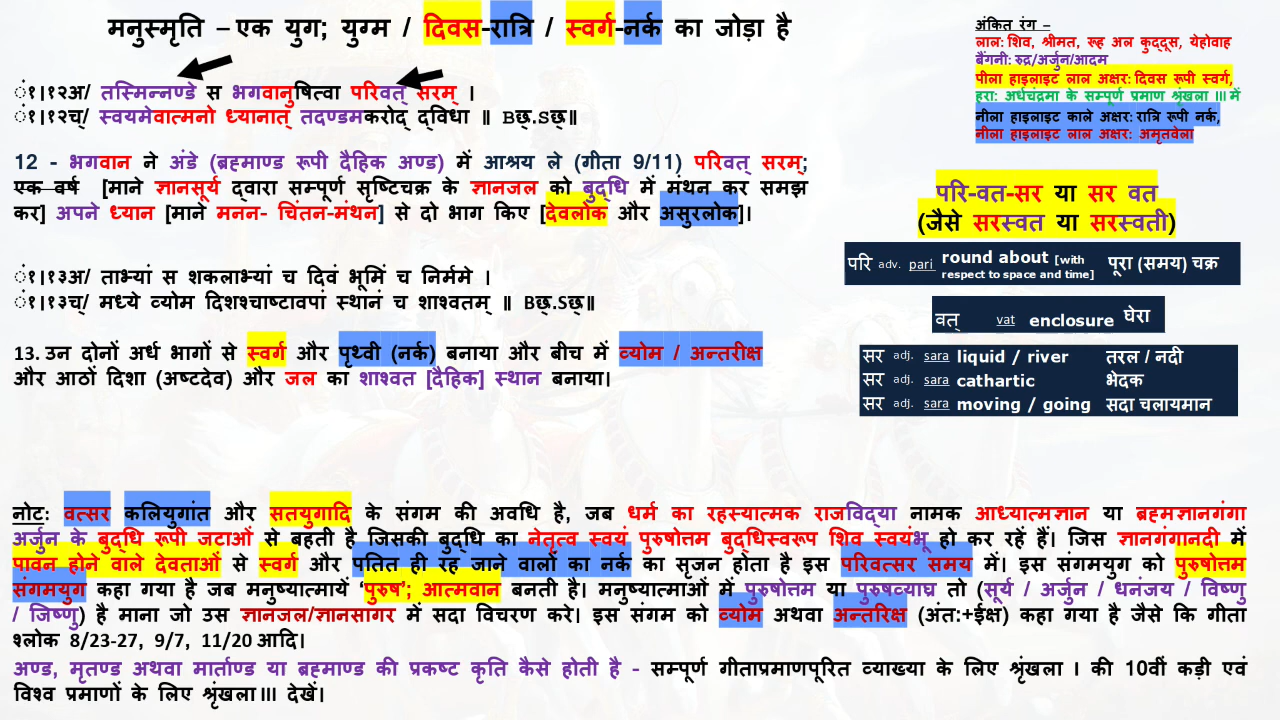 मनुस्मृति – एक युग; युग्म / दिवस-रात्रि / स्वर्ग-नर्क का जोड़ा है
अंकित रंग –
लाल: शिव, श्रीमत, रूह अल कुद्दूस, येहोवाह
बैंगनी: रुद्र/अर्जुन/आदम
पीला हाइलाइट लाल अक्षर: दिवस रूपी स्वर्ग,
हरा: अर्धचंद्रमा के सम्पूर्ण प्रमाण श्रृंखला III में
नीला हाइलाइट काले अक्षर: रात्रि रूपी नर्क,
नीला हाइलाइट लाल अक्षर: अमृतवेला
ं१।१२अ/ तस्मिन्नण्डे स भगवानुषित्वा परिवत् सरम् ।
ं१।१२च्/ स्वयमेवात्मनो ध्यानात् तदण्डमकरोद् द्विधा ॥ Bछ्.Sछ्॥
12 - भगवान ने अंडे (ब्रह्माण्ड रूपी दैहिक अण्ड) में आश्रय ले (गीता 9/11) परिवत् सरम्;
एक वर्ष [माने ज्ञानसूर्य द्वारा सम्पूर्ण सृष्टिचक्र के ज्ञानजल को बुद्धि में मंथन कर समझ
कर] अपने ध्यान [माने मनन- चिंतन-मंथन] से दो भाग किए [देवलोक और असुरलोक]।
परि-वत-सर या सर वत
(जैसे सरस्वत या सरस्वती)
परि adv. pari round about [with respect to space and time] पूरा (समय) चक्र
वत् vat enclosure घेरा
सर adj. sara liquid / river तरल / नदी
सर adj. sara cathartic भेदक
सर adj. sara moving / going सदा चलायमान
ं१।१३अ/ ताभ्यां स शकलाभ्यां च दिवं भूमिं च निर्ममे ।
ं१।१३च्/ मध्ये व्योम दिशश्चाष्टावपां स्थानं च शाश्वतम् ॥ Bछ्.Sछ्॥
13. उन दोनों अर्ध भागों से स्वर्ग और पृथ्वी (नर्क) बनाया और बीच में व्योम / अन्तरीक्ष
और आठों दिशा (अष्टदेव) और जल का शाश्वत [दैहिक] स्थान बनाया।
नोट: वत्सर कलियुगांत और सतयुगादि के संगम की अवधि है, जब धर्म का रहस्यात्मक राजविद्या नामक आध्यात्मज्ञान या ब्रह्मज्ञानगंगा
अर्जुन के बुद्धि रूपी जटाओं से बहती है जिसकी बुद्धि का नेतृत्व स्वयं पुरुषोत्तम बुद्धिस्वरूप शिव स्वयंभू हो कर रहें हैं। जिस ज्ञानगंगानदी में
पावन होने वाले देवताओं से स्वर्ग और पतित ही रह जाने वालों का नर्क का सृजन होता है इस परिवत्सर समय में। इस संगमयुग को पुरुषोत्तम
संगमयुग कहा गया है जब मनुष्यात्मायें ‘पुरुष’; आत्मवान बनती है। मनुष्यात्माओं में पुरुषोत्तम या पुरुषव्याघ्र तो (सूर्य / अर्जुन / धनंजय / विष्णु
/ जिष्णु) है माना जो उस ज्ञानजल/ज्ञानसागर में सदा विचरण करे। इस संगम को व्योम अथवा अन्तरिक्ष (अंत:+ईक्ष) कहा गया है जैसे कि गीता
श्लोक 8/23-27, 9/7, 11/20 आदि।
अण्ड, मृतण्ड अथवा मार्ताण्ड या ब्रह्माण्ड की प्रकष्ट कृति कैसे होती है - सम्पूर्ण गीताप्रमाणपूरित व्याख्या के लिए श्रृंखला I की 10वीं कड़ी एवं
विश्व प्रमाणों के लिए श्रृंखला III देखें।